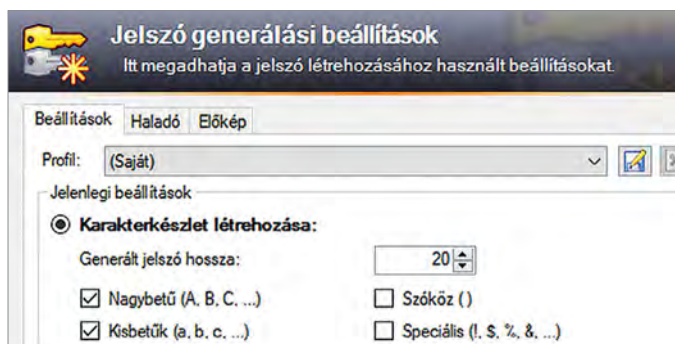 Jelszó generálási beállítások
Itt megadhatja a jelszó létrehozásához használt beállításokat.
Beállítások Haladó Előkép
Profil: (Saját)
Jelenlegi beállítások
Karakterkészlet létrehozása:
Generált jelszó hossza: 20
Nagybetű (A, B, C, ...) Szóköz ( )
Kisbetűk (a, b, c, ...) Speciális (!, $, %, &, ...)